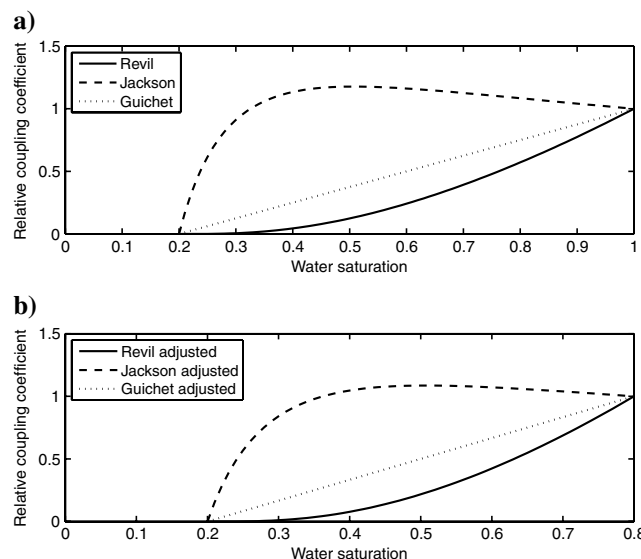 a)
1.5
1
0.5
0
Relative coupling coefficient
Revil
Jackson
Guichet
0 0.1 0.2 0.3 0.4 0.5 0.6 0.7 0.8 0.9 1
Water saturation
b)
1.5
1
0.5
0
Relative coupling coefficient
Revil adjusted
Jackson adjusted
Guichet adjusted
0 0.1 0.2 0.3 0.4 0.5 0.6 0.7 0.8
Water saturation